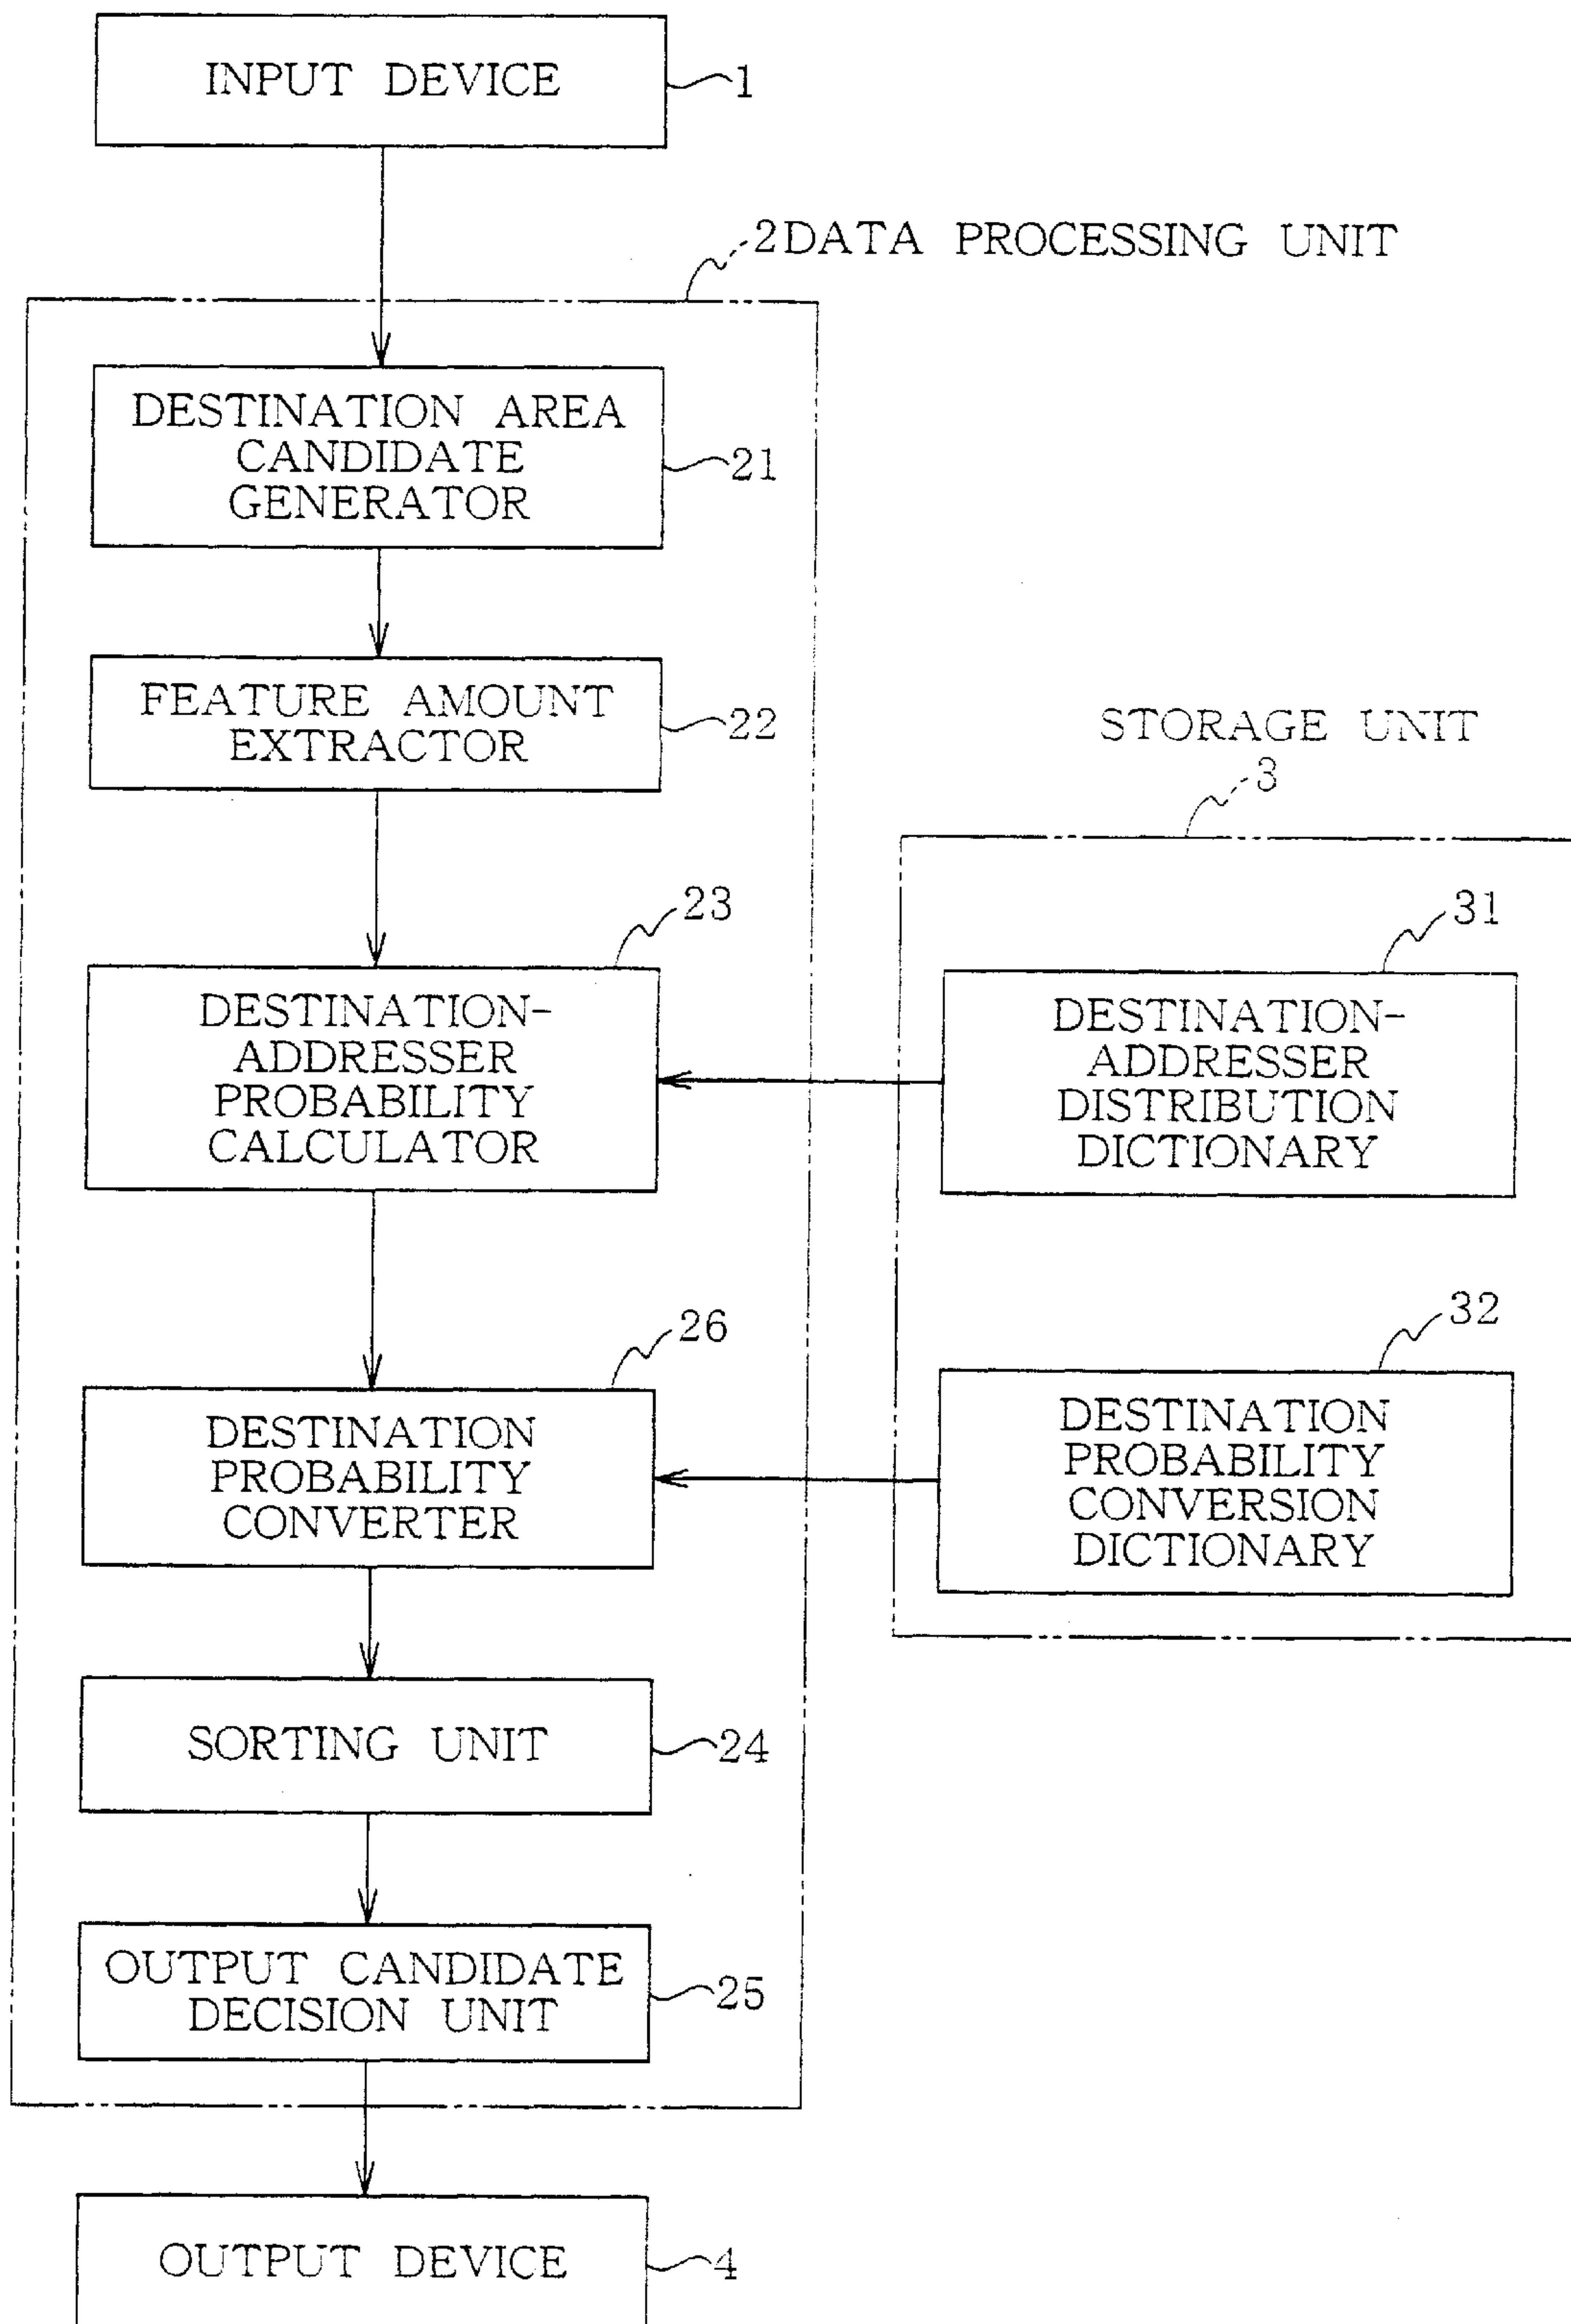 INPUT DEVICE
1
2DATA PROCESSING UNIT
DESTINATION AREA
CANDIDATE
GENERATOR
21
FEATURE AMOUNT
EXTRACTOR
22
STORAGE UNIT
3
23
DESTINATION-
ADDRESSER
PROBABILITY
CALCULATOR
31
DESTINATION-
ADDRESSER
DISTRIBUTION
DICTIONARY
26
DESTINATION
PROBABILITY
CONVERTER
32
DESTINATION
PROBABILITY
CONVERSION
DICTIONARY
SORTING UNIT
24
OUTPUT CANDIDATE
DECISION UNIT
25
OUTPUT DEVICE
4